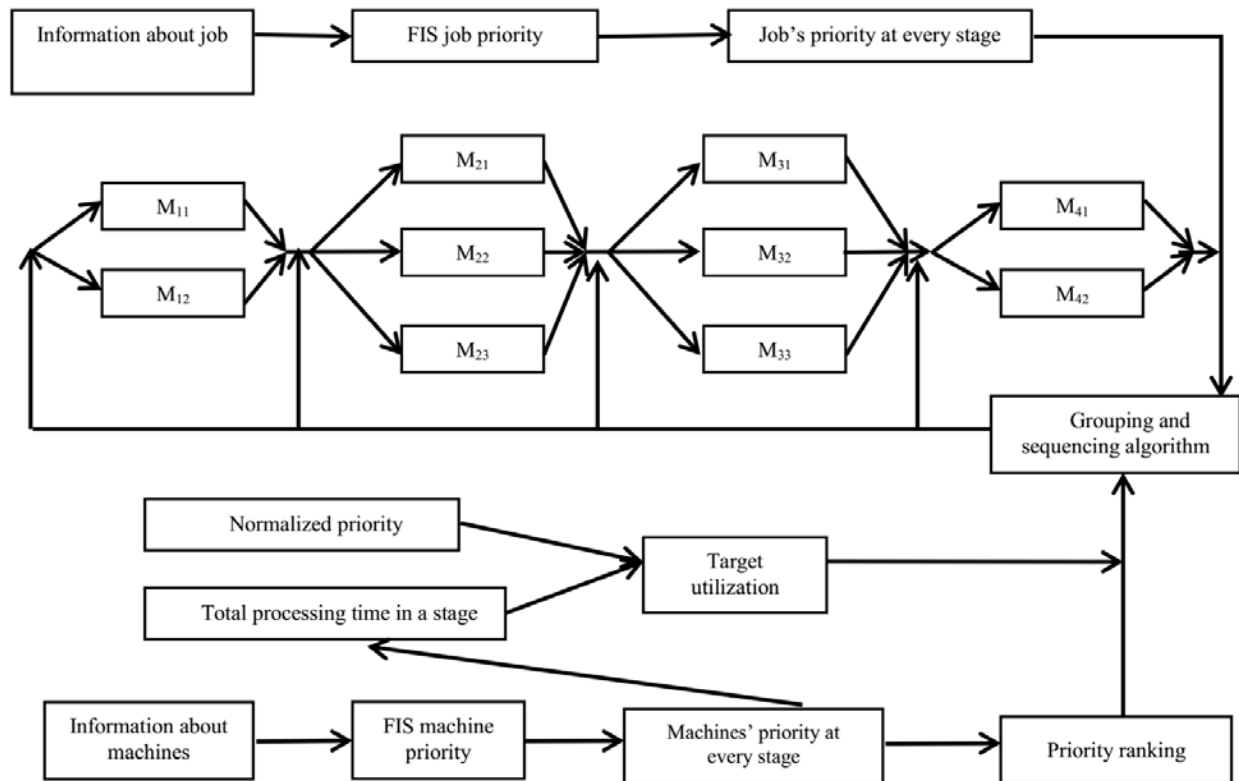 Information about job
FIS job priority
Job's priority at every stage
M₂₁
M₃₁
M₁₁
M₄₁
M₂₂
M₃₂
M₁₂
M₄₂
M₂₃
M₃₃
Grouping and
sequencing algorithm
Normalized priority
Target
utilization
Total processing time in a stage
Information about
machines
FIS machine
priority
Machines' priority at
every stage
Priority ranking